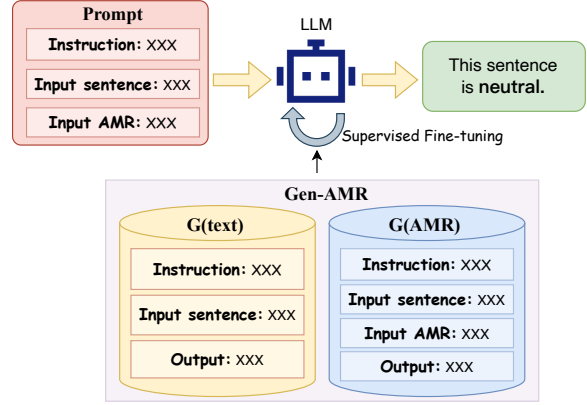 Prompt
Instruction: XXX
Input sentence: XXX
Input AMR: XXX
LLM
This sentence
is neutral.
Supervised Fine-tuning
Gen-AMR
G(text)
Instruction: XXX
Input sentence: XXX
Output: XXX
G(AMR)
Instruction: XXX
Input sentence: XXX
Input AMR: XXX
Output: XXX